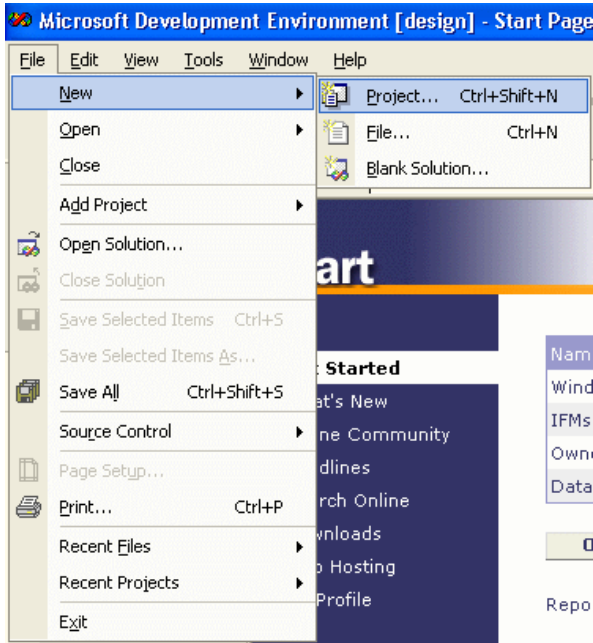 Microsoft Development Environment [design] - Start Page
File Edit View Tools Window Help
New
Project... Ctrl+Shift+N
Open
File... Ctrl+N
Close
Blank Solution...
Add Project
Open Solution...
art
Close Solution
Save Selected Items Ctrl+S
Save Selected Items As...
Started
Nam
Save All Ctrl+Shift+S
at's New
Wind
IFMs
Source Control
ne Community
Own
Page Setup...
dlines
Data
Print... Ctrl+P
rch Online
Recent Files
wnloads
O
Recent Projects
Hosting
Profile
Repo
Exit